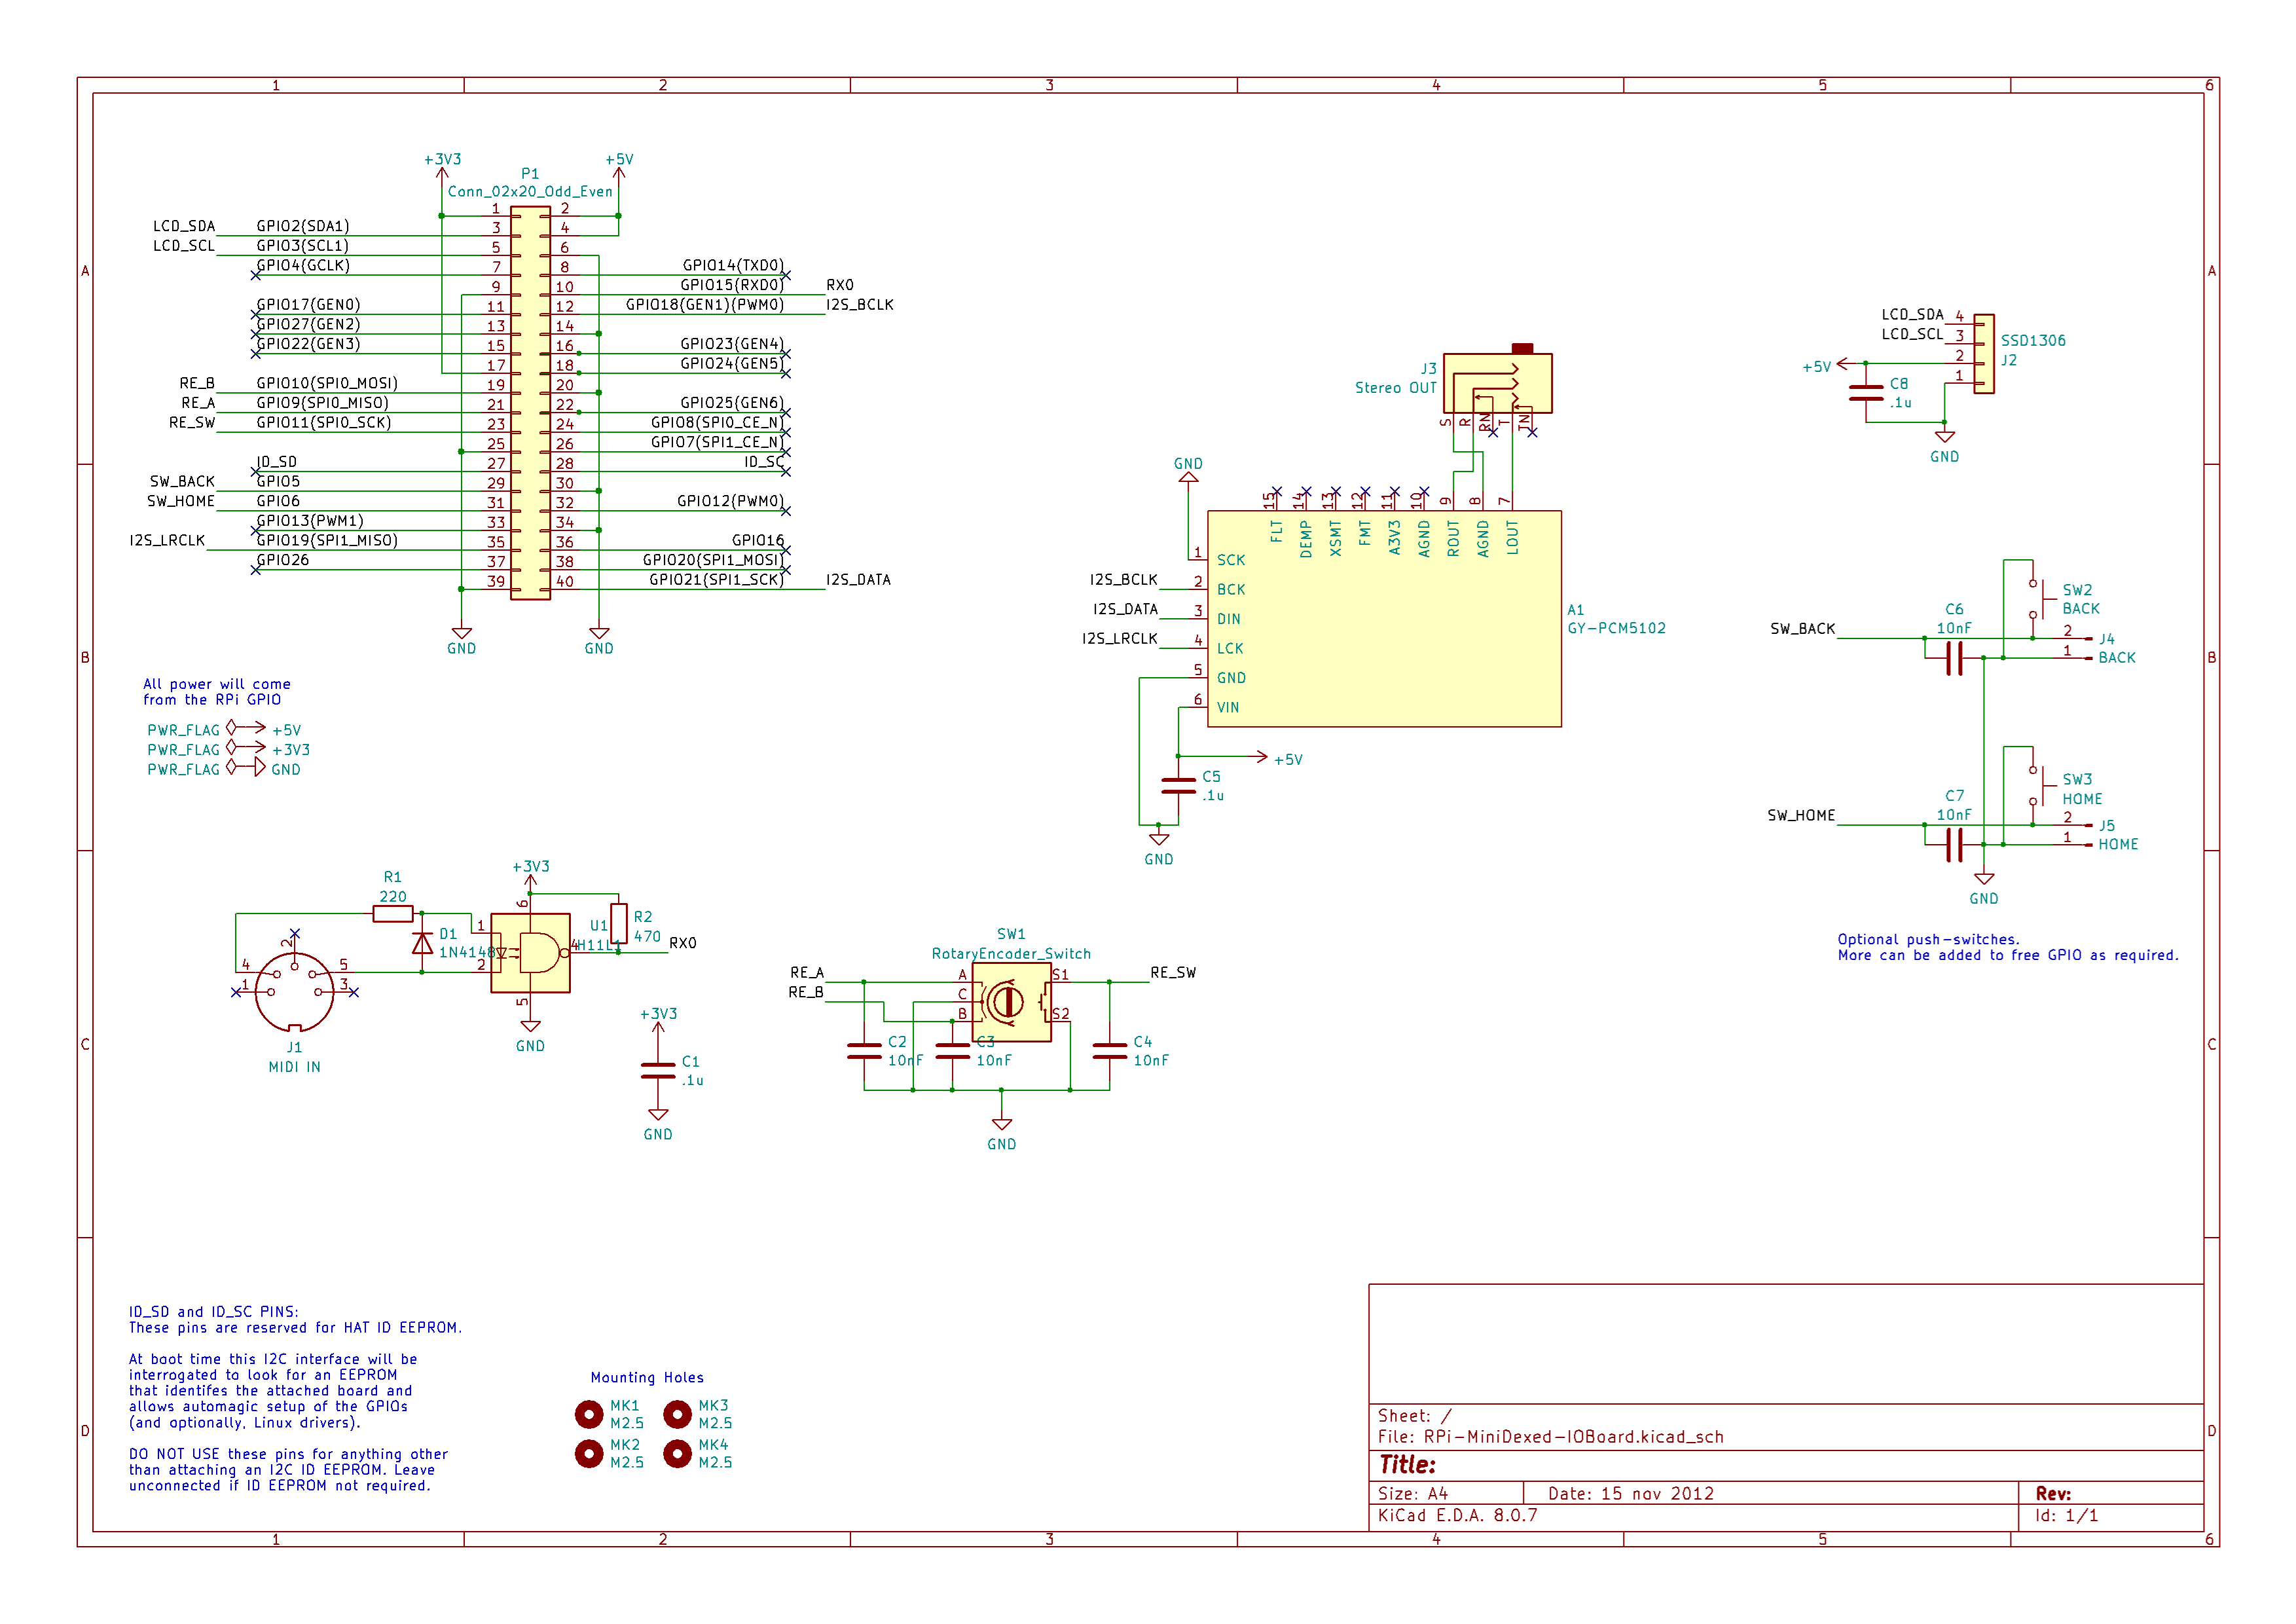 1 2 3 4 5 6
A
B
C
D
+3V3
+5V
P1
Conn_02x20_Odd_Even
1 2
LCD_SDA GPIO2(SDA1) 3 4
LCD_SCL GPIO3(SCL1) 5 6
GPIO4(GCLK) 7 8 GPIO14(TXD0)
9 10 GPIO15(RXD0) RX0
GPIO17(GEN0) 11 12 GPIO18(GEN1)(PWM0) I2S_BCLK
GPIO27(GEN2) 13 14
GPIO22(GEN3) 15 16 GPIO23(GEN4)
17 18 GPIO24(GEN5)
RE_B GPIO10(SPI0_MOSI) 19 20
RE_A GPIO9(SPI0_MISO) 21 22 GPIO25(GEN6)
RE_SW GPIO11(SPI0_SCK) 23 24 GPIO8(SPI0_CE_N)
25 26 GPIO7(SPI1_CE_N)
ID_SD 27 28 ID_SC
SW_BACK GPIO5 29 30
SW_HOME GPIO6 31 32 GPIO12(PWM0)
GPIO13(PWM1) 33 34
I2S_LRCLK GPIO19(SPI1_MISO) 35 36 GPIO16
GPIO26 37 38 GPIO20(SPI1_MOSI)
39 40 GPIO21(SPI1_SCK) I2S_DATA
GND
GND
All power will come
from the RPi GPIO
PWR_FLAG +5V
PWR_FLAG +3V3
PWR_FLAG GND
J3
Stereo OUT
S R RN T TN
GND
15 14 13 12 11 10 9 8 7
FLT DEMP XSMT FMT A3V3 AGND ROUT AGND LOUT
1 SCK
I2S_BCLK 2 BCK
I2S_DATA 3 DIN
I2S_LRCLK 4 LCK
5 GND
6 VIN
A1
GY-PCM5102
+5V
C5
.1u
GND
LCD_SDA 4
LCD_SCL 3
2
1
SSD1306
J2
+5V
C8
.1u
GND
SW2
BACK
C6
10nF
SW_BACK
2 J4
1 BACK
SW3
HOME
C7
10nF
SW_HOME
2 J5
1 HOME
GND
Optional push-switches.
More can be added to free GPIO as required.
R1
220
+3V3
6
D1
1N4148
1
2
U1
H11L1
4
5
R2
470
RX0
GND
2
4 5
1 3
J1
MIDI IN
+3V3
C1
.1u
GND
SW1
RotaryEncoder_Switch
RE_A A S1 RE_SW
RE_B C
B S2
C2
10nF
C3
10nF
C4
10nF
GND
ID_SD and ID_SC PINS:
These pins are reserved for HAT ID EEPROM.
At boot time this I2C interface will be
interrogated to look for an EEPROM
that identifes the attached board and
allows automagic setup of the GPIOs
(and optionally, Linux drivers).
DO NOT USE these pins for anything other
than attaching an I2C ID EEPROM. Leave
unconnected if ID EEPROM not required.
Mounting Holes
MK1 MK3
M2.5 M2.5
MK2 MK4
M2.5 M2.5
Sheet: /
File: RPi-MiniDexed-IOBoard.kicad_sch
Title:
Size: A4 Date: 15 nov 2012 Rev:
KiCad E.D.A. 8.0.7 Id: 1/1
A
B
C
D
1 2 3 4 5 6